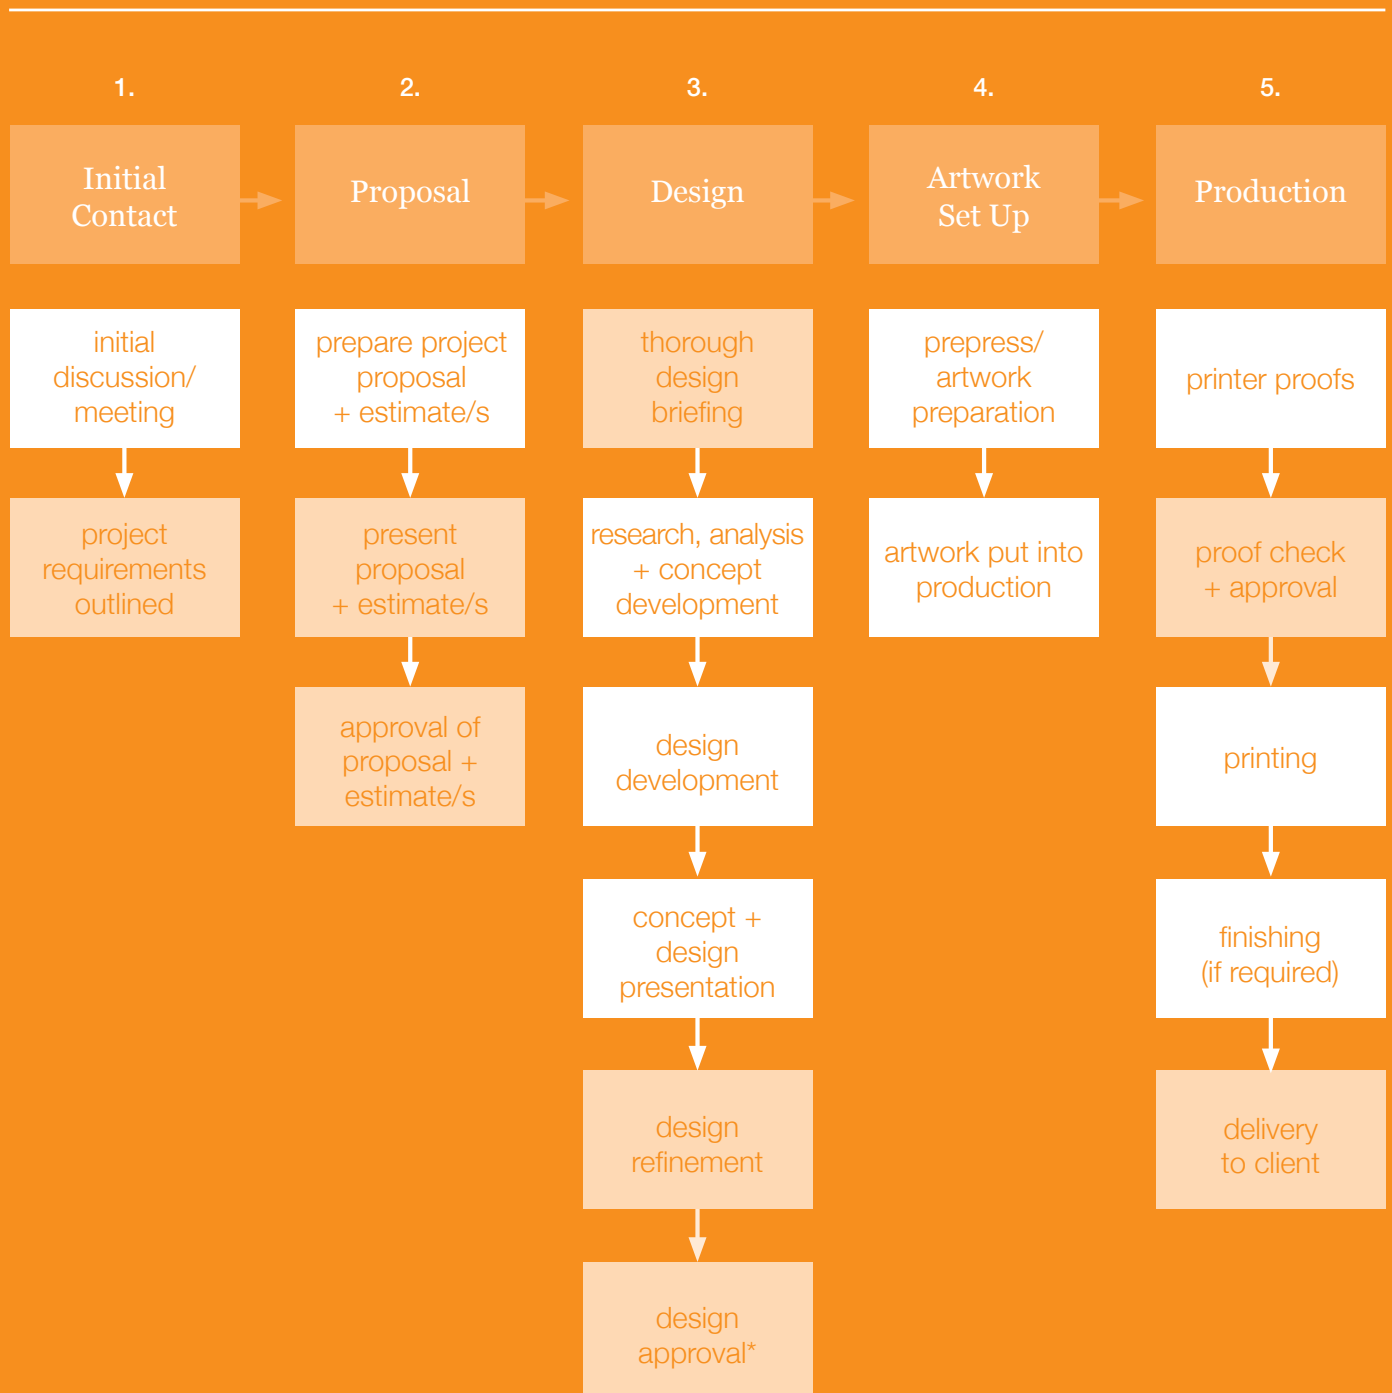 1.
2.
3.
4.
5.
Initial
Contact
Proposal
Design
Artwork
Set Up
Production
initial
discussion/
meeting
project
requirements
outlined
prepare project
proposal
+ estimate/s
present
proposal
+ estimate/s
approval of
proposal +
estimate/s
thorough
design
briefing
research, analysis
+ concept
development
design
development
concept +
design
presentation
design
refinement
design
approval*
prepress/
artwork
preparation
artwork put into
production
printer proofs
proof check
+ approval
printing
finishing
(if required)
delivery
to client